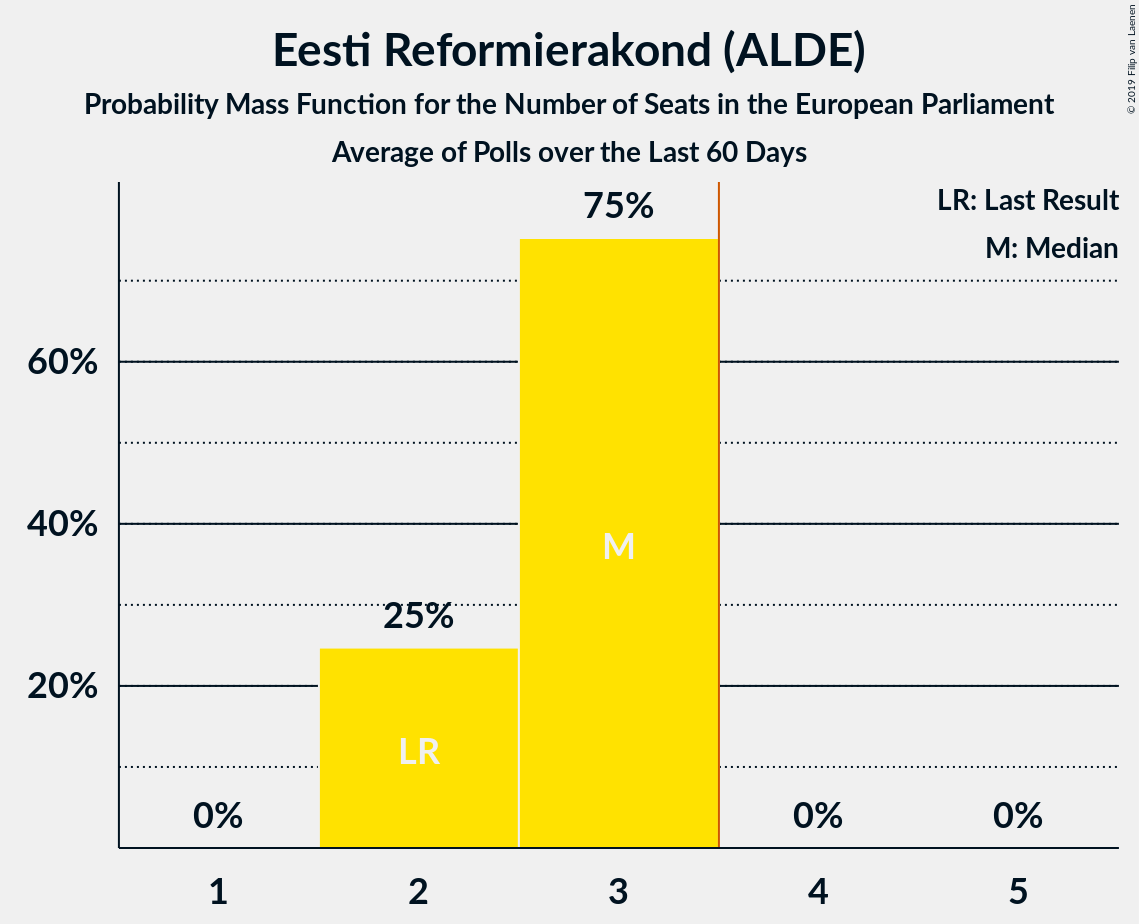 Eesti Reformierakond (ALDE)
Probability Mass Function for the Number of Seats in the European Parliament
Average of Polls over the Last 60 Days
© 2019 Filip van Laenen
LR: Last Result
M: Median
75%
60%
40%
20%
25%
M
LR
0%
0%
0%
1
2
3
4
5